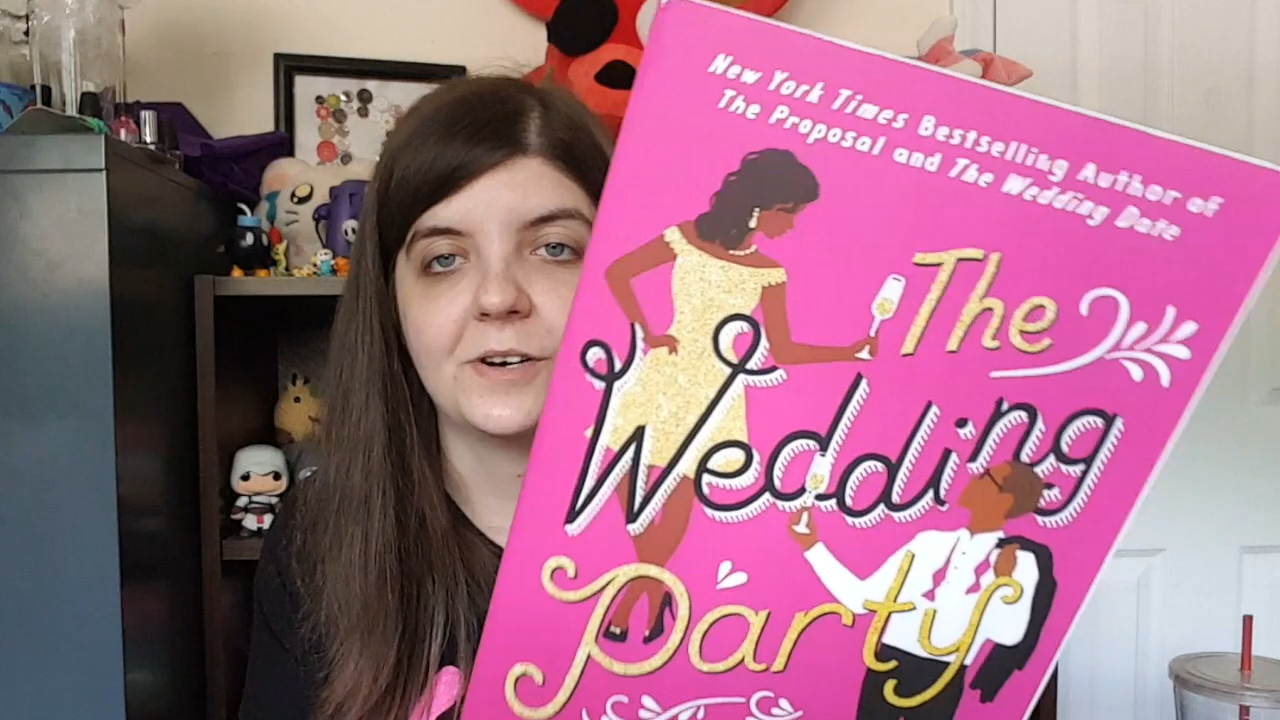 New York Times Bestselling Author of
The Proposal and The Wedding Date
The
Wedding
Party